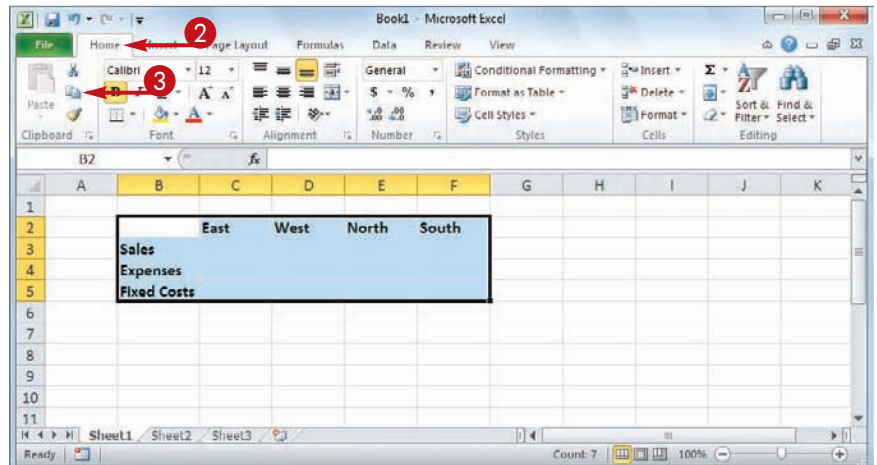 Book1 - Microsoft Excel
2
File Home Insert Page Layout Formulas Data Review View
Calibri 12 General Conditional Formatting Insert Σ
3
Paste B I U A A $ % , Format as Table Delete Sort & Filter Find & Select
A Cell Styles Format
Clipboard Font Alignment Number Styles Cells Editing
B2 fx
A B C D E F G H I J K
1
2 East West North South
3 Sales
4 Expenses
5 Fixed Costs
6
7
8
9
10
11
Sheet1 Sheet2 Sheet3
Ready Count: 7 100%